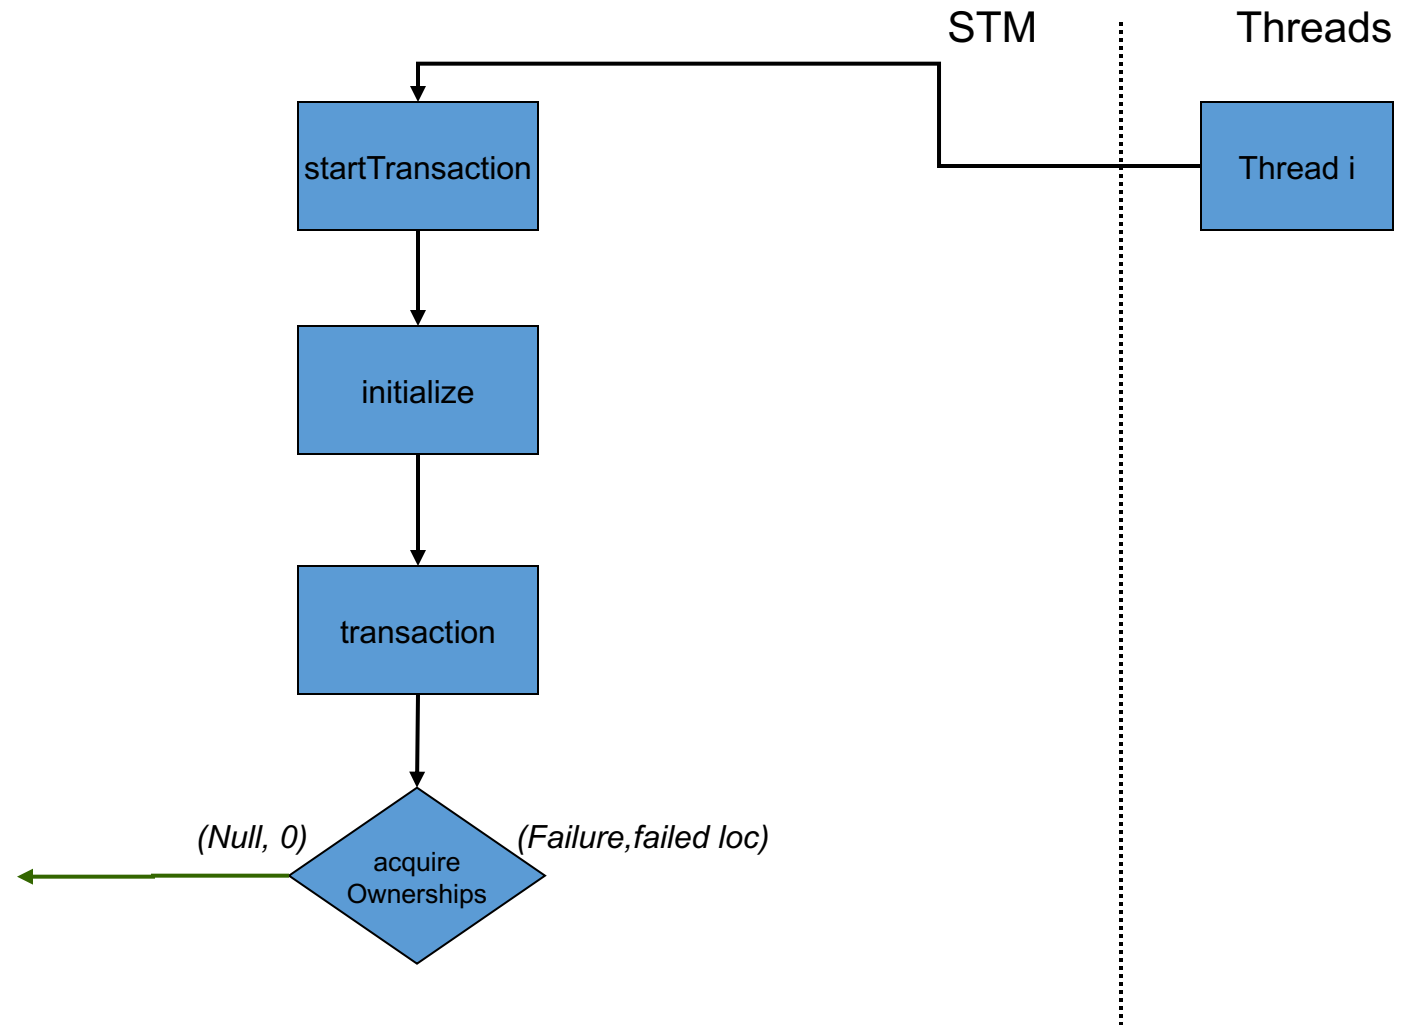 STM
Threads
startTransaction
Thread i
initialize
transaction
(Null, 0)
(Failure,failed loc)
acquire
Ownerships